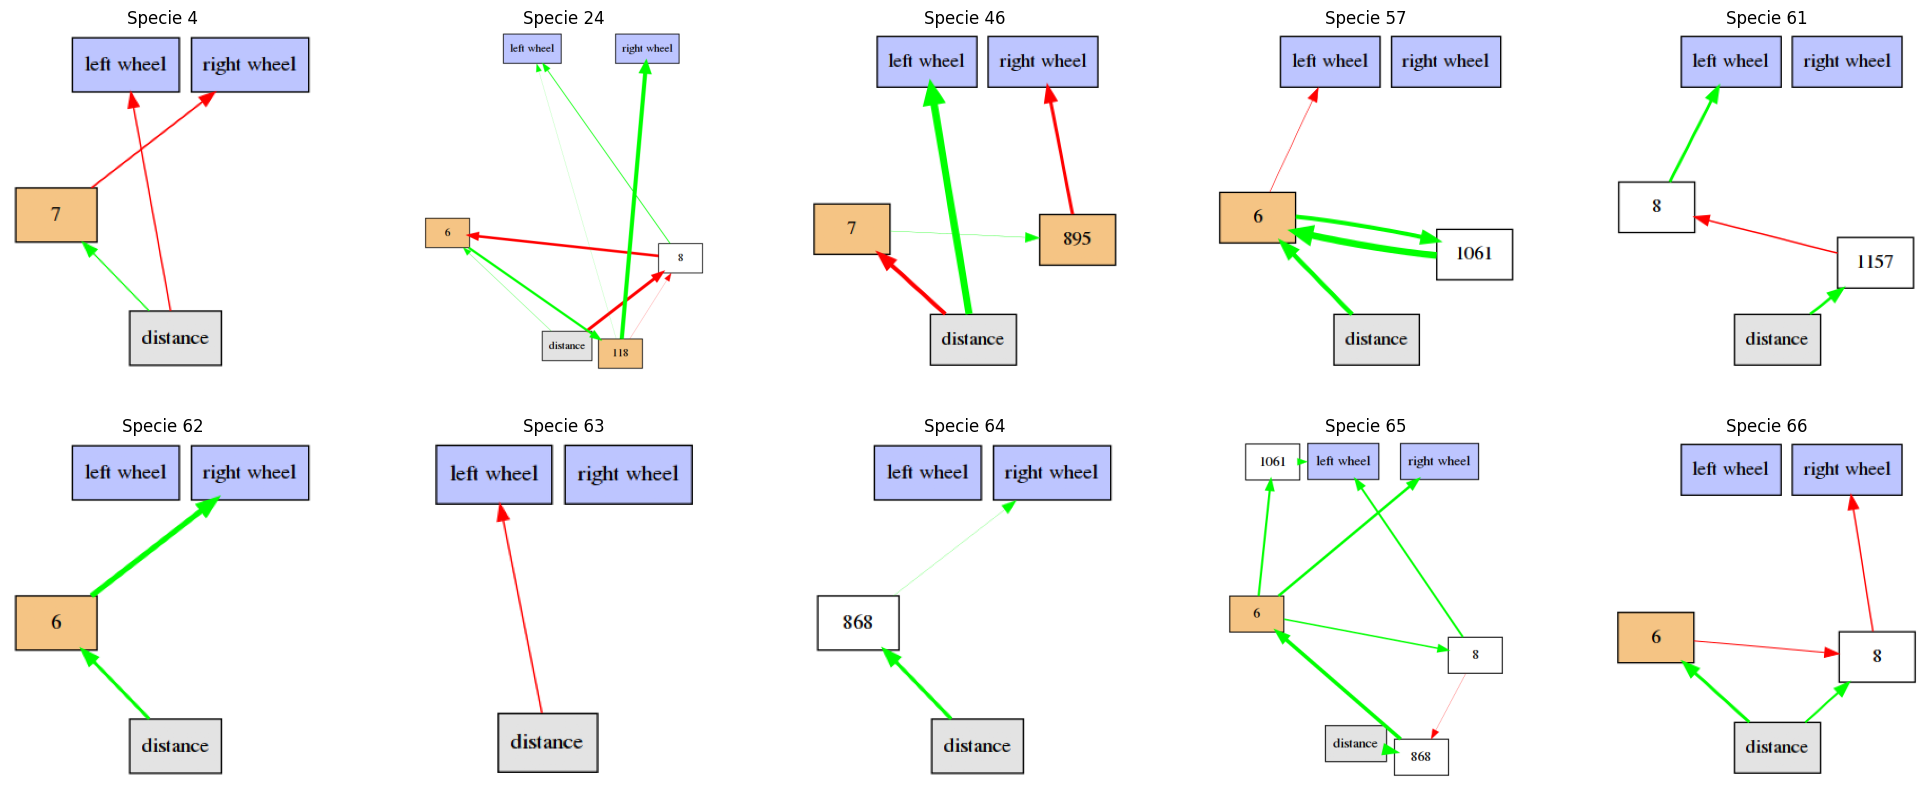 Specie 4
left wheel
right wheel
7
distance
Specie 24
left wheel
right wheel
6
8
distance
118
Specie 46
left wheel
right wheel
7
895
distance
Specie 57
left wheel
right wheel
6
1061
distance
Specie 61
left wheel
right wheel
8
1157
distance
Specie 62
left wheel
right wheel
6
distance
Specie 63
left wheel
right wheel
distance
Specie 64
left wheel
right wheel
868
distance
Specie 65
1061
left wheel
right wheel
6
8
distance
868
Specie 66
left wheel
right wheel
6
8
distance